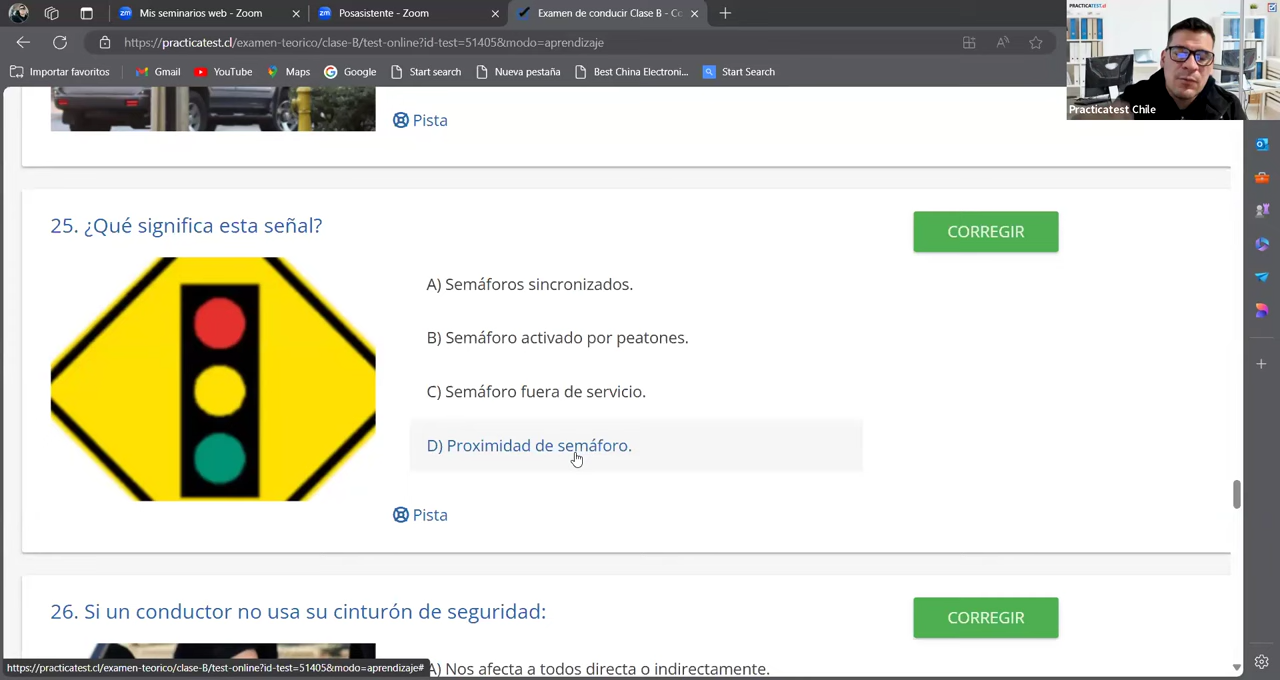 Mis seminarios web - Zoom
Posasistente - Zoom
Examen de conducir Clase B - Co
PRACTICATEST.cl
https://practicatest.cl/examen-teorico/clase-B/test-online?id-test=51405&modo=aprendizaje
Importar favoritos
Gmail
YouTube
Maps
Google
Start search
Nueva pestaña
Best China Electroni...
Start Search
Practicatest Chile
Pista
25. ¿Qué significa esta señal?
CORREGIR
A) Semáforos sincronizados.
B) Semáforo activado por peatones.
C) Semáforo fuera de servicio.
D) Proximidad de semáforo.
Pista
26. Si un conductor no usa su cinturón de seguridad:
CORREGIR
A) Nos afecta a todos directa o indirectamente.
https://practicatest.cl/examen-teorico/clase-B/test-online?id-test=51405&modo=aprendizaje#